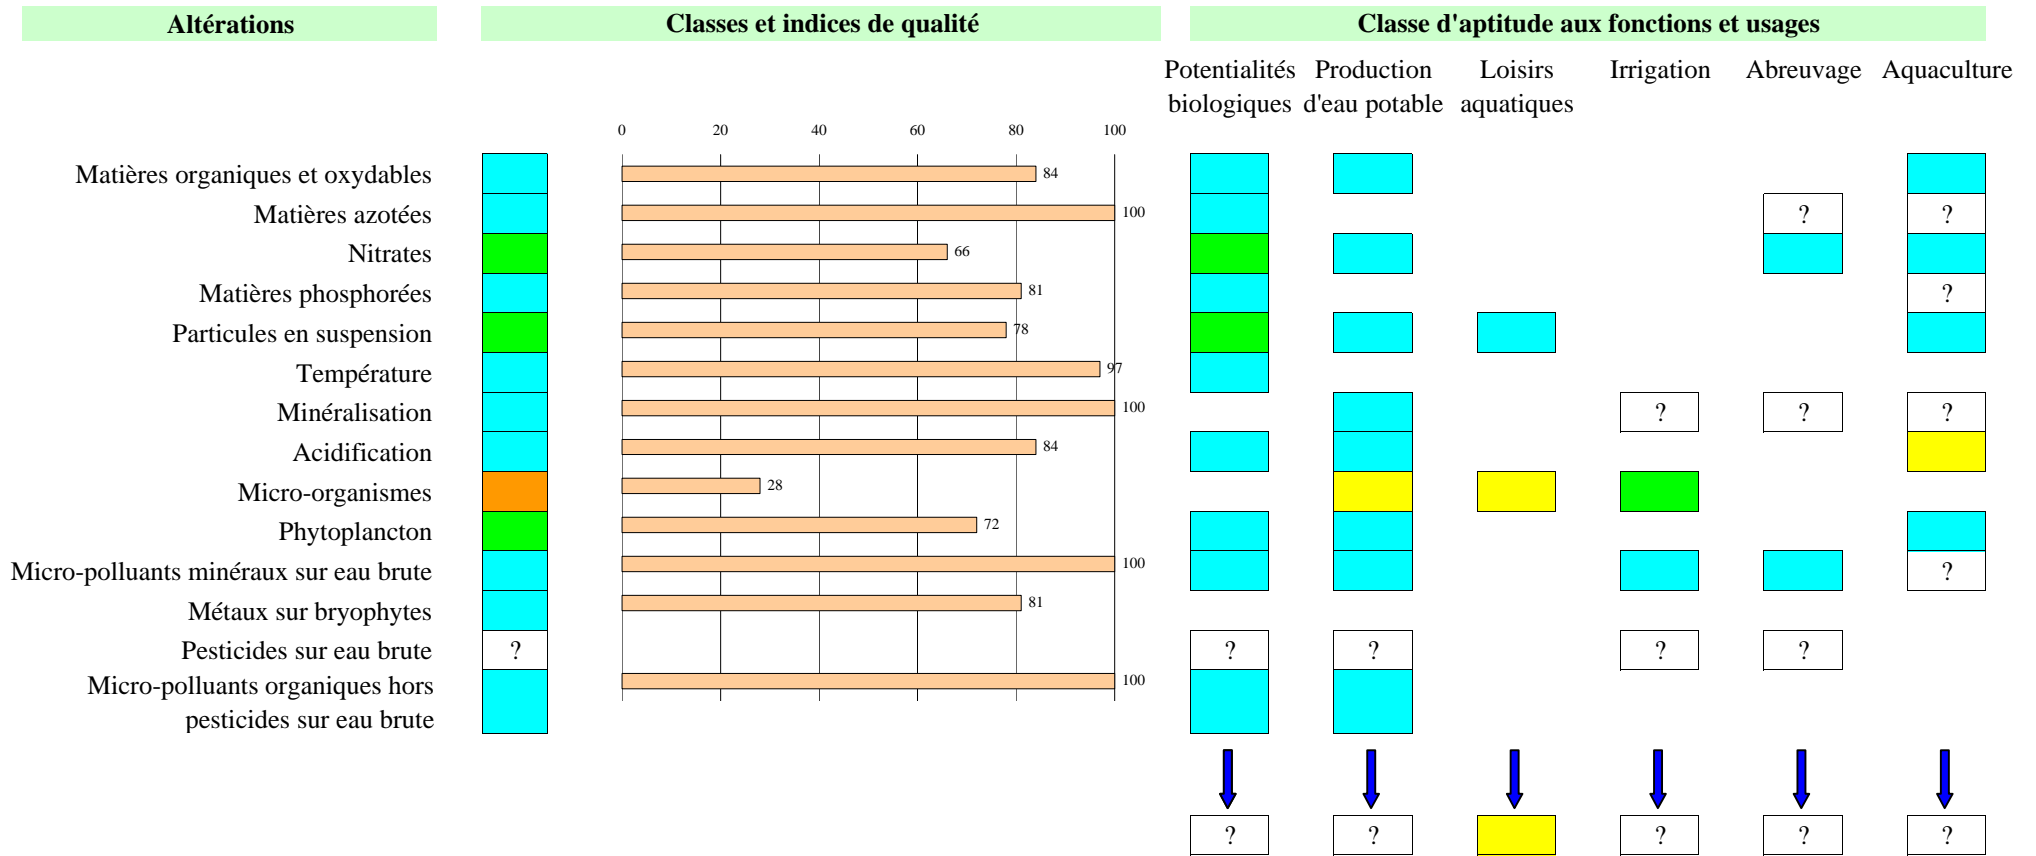 Altérations
Classes et indices de qualité
Classe d'aptitude aux fonctions et usages
Potentialités Production Loisirs Irrigation Abreuvage Aquaculture
biologiques d'eau potable aquatiques
0 20 40 60 80 100
Matières organiques et oxydables 84
Matières azotées 100 ? ?
Nitrates 66
Matières phosphorées 81 ?
Particules en suspension 78
Température 97
Minéralisation 100 ? ? ?
Acidification 84
Micro-organismes 28
Phytoplancton 72
Micro-polluants minéraux sur eau brute 100 ?
Métaux sur bryophytes 81
Pesticides sur eau brute ? ? ? ? ?
Micro-polluants organiques hors 100
pesticides sur eau brute
? ? ? ? ?